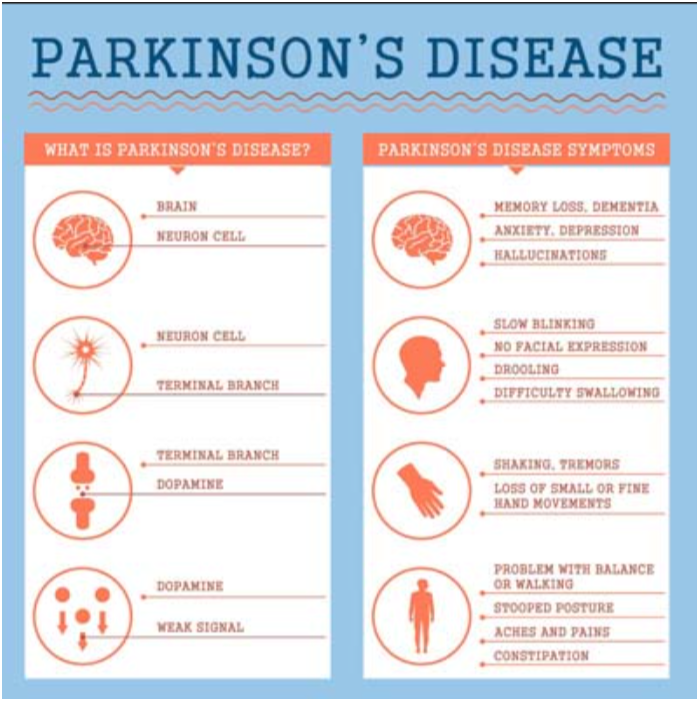 PARKINSON'S DISEASE
WHAT IS PARKINSON'S DISEASE?
BRAIN
NEURON CELL
NEURON CELL
TERMINAL BRANCH
TERMINAL BRANCH
DOPAMINE
DOPAMINE
WEAK SIGNAL
PARKINSON'S DISEASE SYMPTOMS
MEMORY LOSS, DEMENTIA
ANXIETY, DEPRESSION
HALLUCINATIONS
SLOW BLINKING
NO FACIAL EXPRESSION
DROOLING
DIFFICULTY SWALLOWING
SHAKING, TREMORS
LOSS OF SMALL OR FINE
HAND MOVEMENTS
PROBLEM WITH BALANCE
OR WALKING
STOOPED POSTURE
ACHES AND PAINS
CONSTIPATION